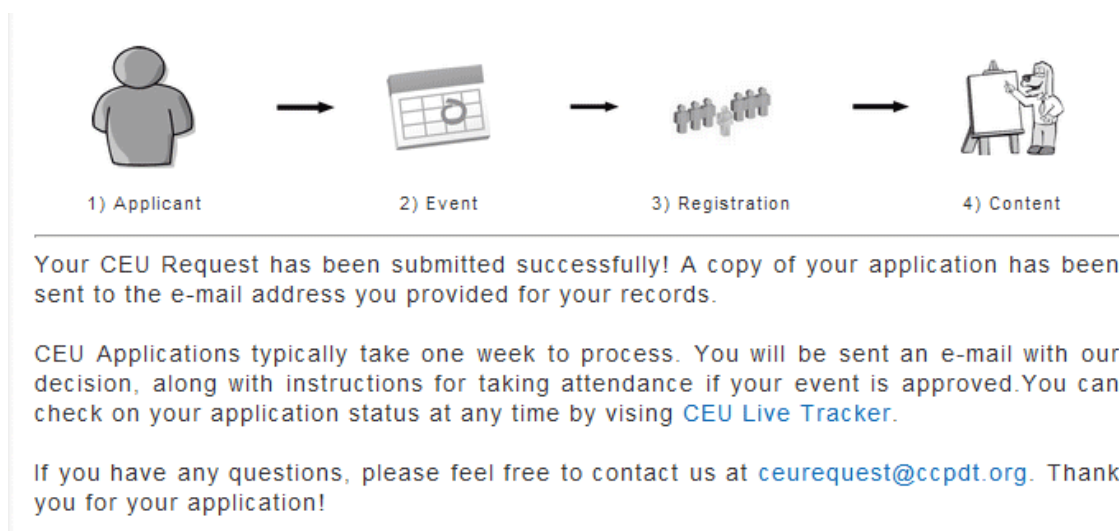 1) Applicant
2) Event
3) Registration
4) Content
Your CEU Request has been submitted successfully! A copy of your application has been
sent to the e-mail address you provided for your records.
CEU Applications typically take one week to process. You will be sent an e-mail with our
decision, along with instructions for taking attendance if your event is approved.You can
check on your application status at any time by vising CEU Live Tracker.
If you have any questions, please feel free to contact us at ceurequest@ccpdt.org. Thank
you for your application!